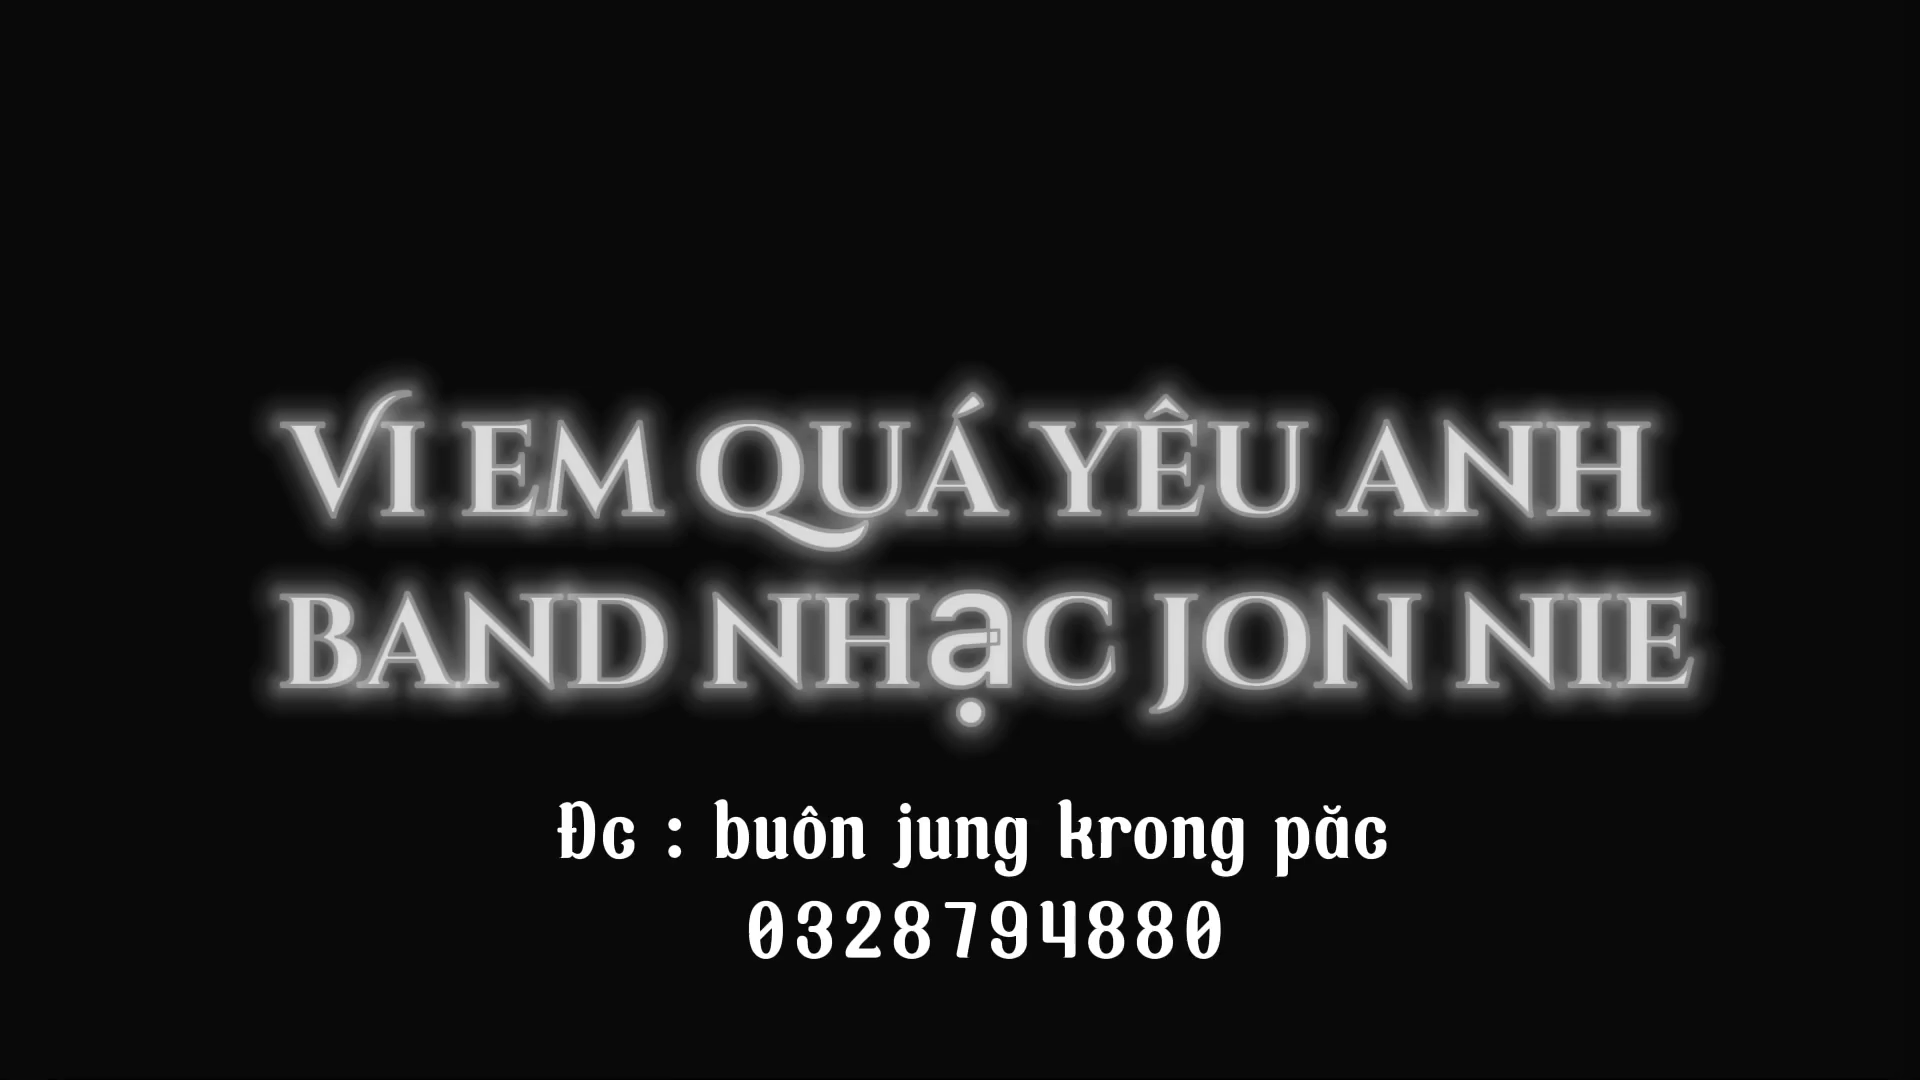 VI EM QUÁ YÊU ANH
BAND NHạC JON NIE
Đc : buôn jung krong păc
0328794880